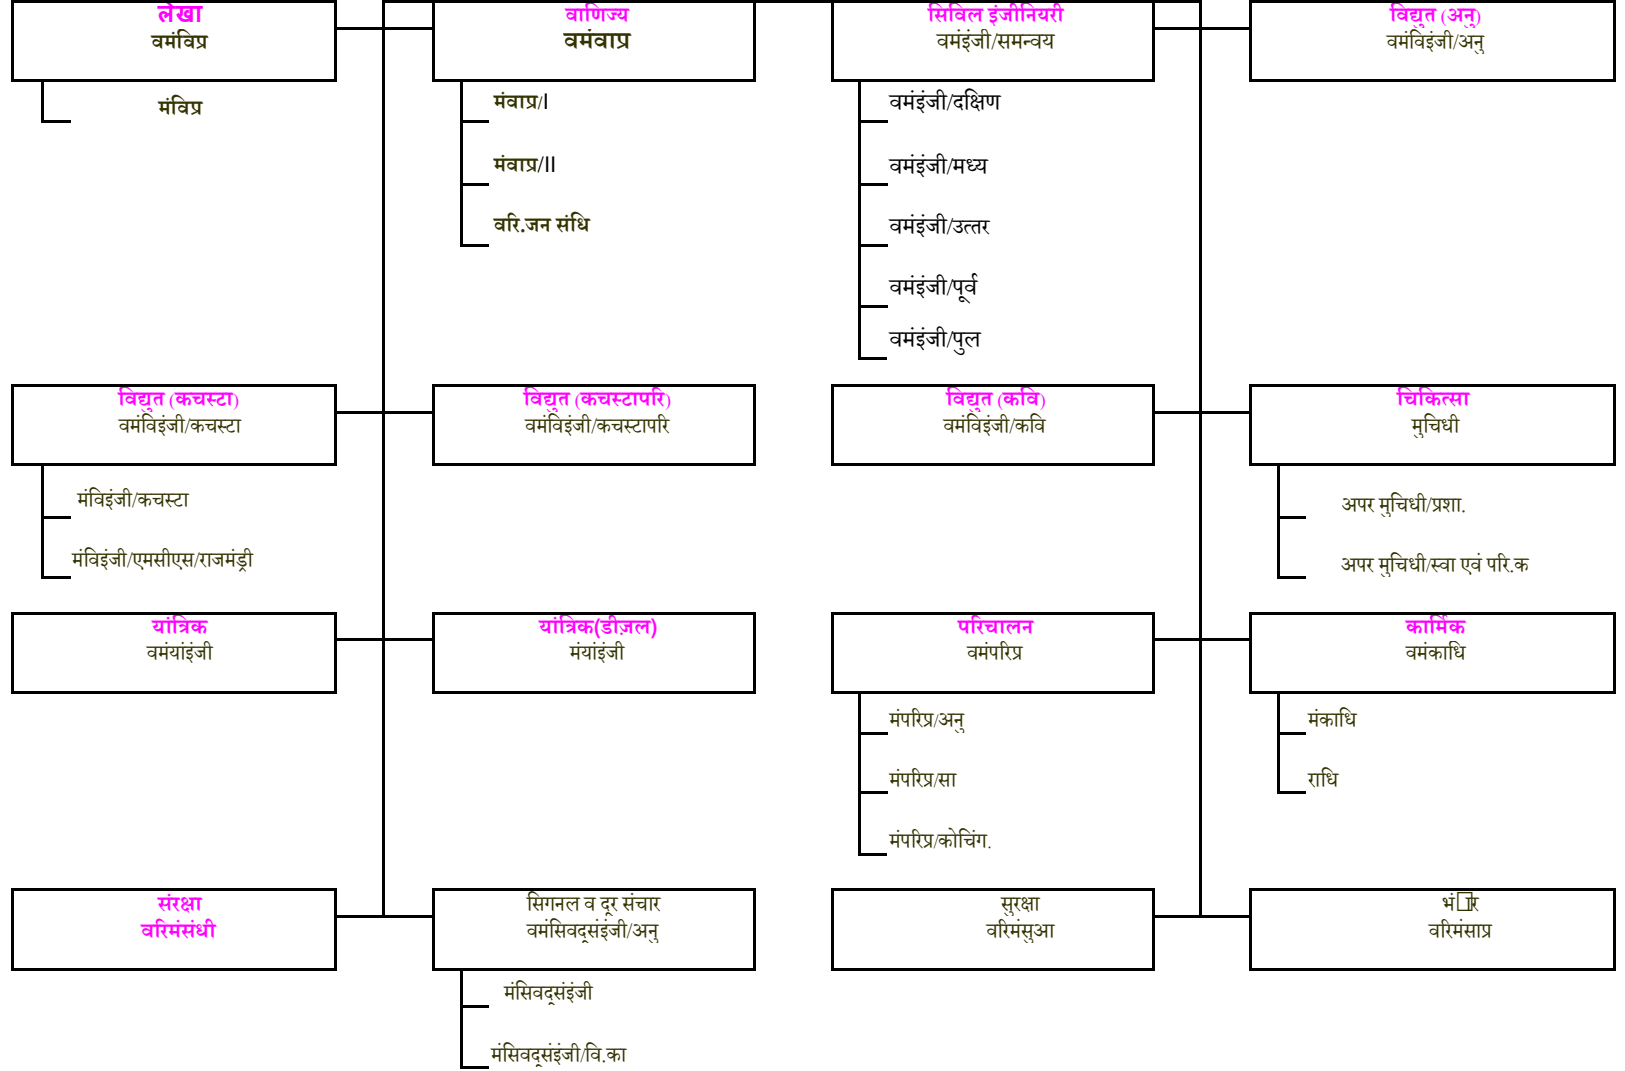 लेखा
वमंविप्र
मंविप्र
वाणिज्य
वमंवाप्र
मंवाप्र/I
मंवाप्र/II
वरि.जन संधि
सिविल इंजीनियरी
वमंइंजी/समन्वय
वमंइंजी/दक्षिण
वमंइंजी/मध्य
वमंइंजी/उत्तर
वमंइंजी/पूर्व
वमंइंजी/पुल
विद्युत (अनु)
वमंविइंजी/अनु
विद्युत (कचस्टा)
वमंविइंजी/कचस्टा
मंविइंजी/कचस्टा
मंविइंजी/एमसीएस/राजमंड्री
विद्युत (कचस्टापरि)
वमंविइंजी/कचस्टापरि
विद्युत (कवि)
वमंविइंजी/कवि
चिकित्सा
मुचिधी
अपर मुचिधी/प्रशा.
अपर मुचिधी/स्वा एवं परि.क
यांत्रिक
वमंयांइंजी
यांत्रिक(डीज़ल)
मंयांइंजी
परिचालन
वमंपरिप्र
मंपरिप्र/अनु
मंपरिप्र/सा
मंपरिप्र/कोचिंग.
कार्मिक
वमंकाधि
मंकाधि
राधि
संरक्षा
वरिमंसंधी
सिगनल व दूर संचार
वमंसिवदूसंइंजी/अनु
मंसिवदूसंइंजी
मंसिवदूसंइंजी/वि.का
सुरक्षा
वरिमंसुआ
वरिमंसाप्र